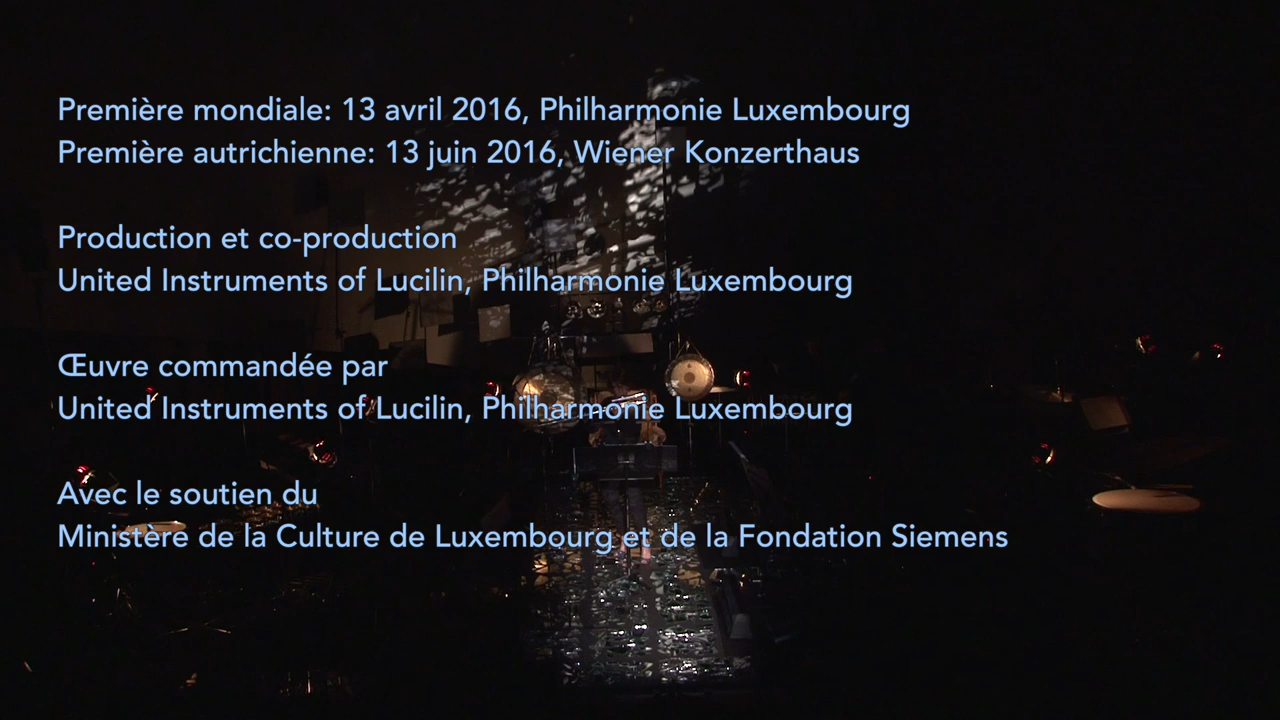 Première mondiale: 13 avril 2016, Philharmonie Luxembourg
Première autrichienne: 13 juin 2016, Wiener Konzerthaus
Production et co-production
United Instruments of Lucilin, Philharmonie Luxembourg
Œuvre commandée par
United Instruments of Lucilin, Philharmonie Luxembourg
Avec le soutien du
Ministère de la Culture de Luxembourg et de la Fondation Siemens